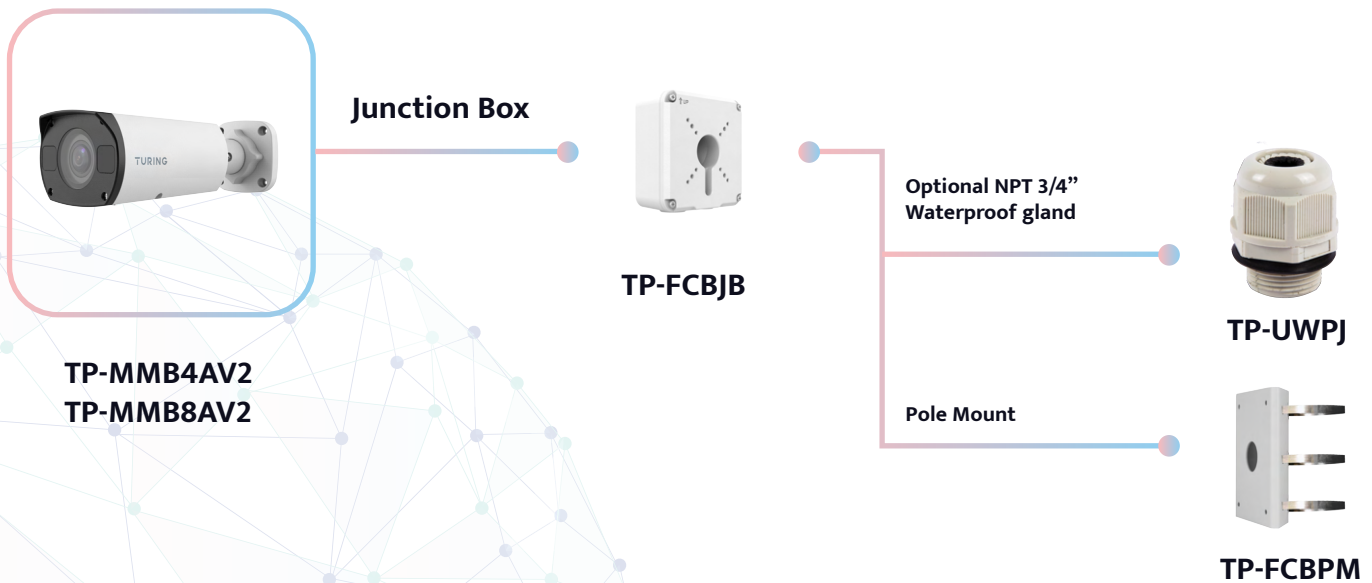 TURING
Junction Box
UP
TP-FCBJB
TP-MMB4AV2
TP-MMB8AV2
Optional NPT 3/4”
Waterproof gland
TP-UWPJ
Pole Mount
TP-FCBPM